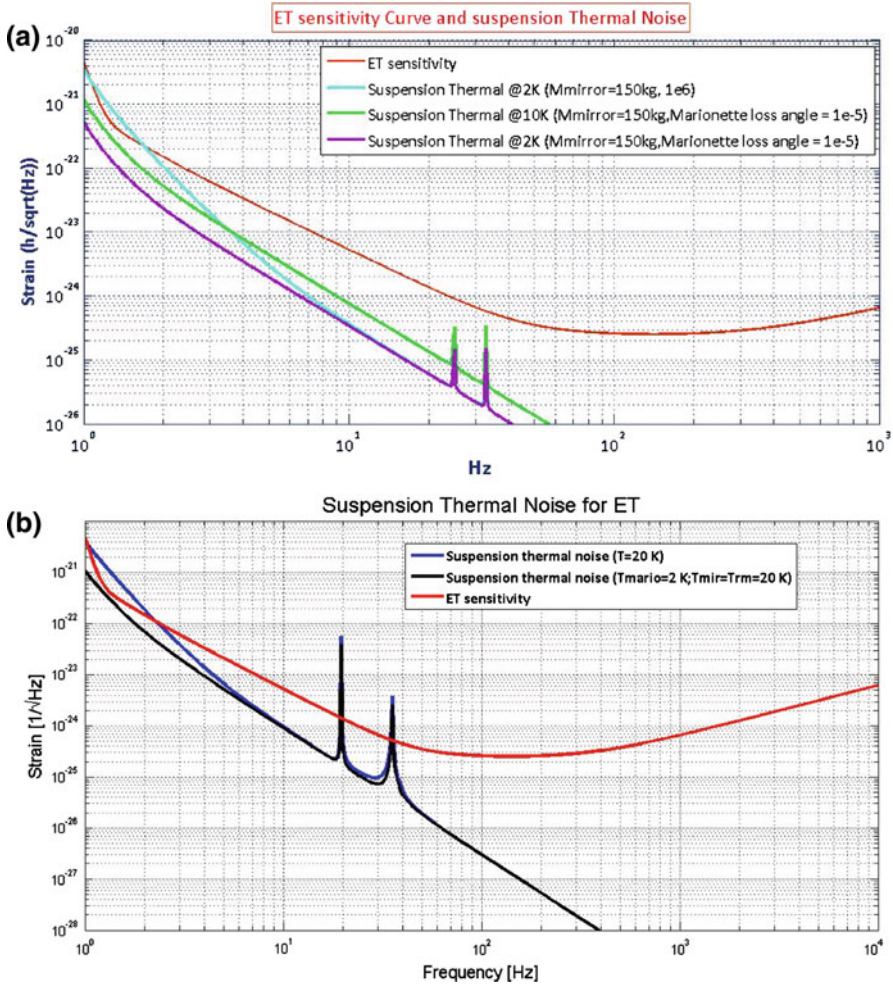 ET sensitivity Curve and suspension Thermal Noise
(a)
10^-20
10^-21
10^-22
10^-23
10^-24
10^-25
10^-26
Strain (h/sqrt(Hz))
ET sensitivity
Suspension Thermal @2K (Mmirror=150kg, 1e6)
Suspension Thermal @10K (Mmirror=150kg,Marionette loss angle = 1e-5)
Suspension Thermal @2K (Mmirror=150kg,Marionette loss angle = 1e-5)
10^0 10^1 10^2 10^3
Hz
(b)
Suspension Thermal Noise for ET
10^-21
10^-22
10^-23
10^-24
10^-25
10^-26
10^-27
10^-28
Strain [1/√Hz]
Suspension thermal noise (T=20 K)
Suspension thermal noise (Tmario=2 K;Tmir=Trm=20 K)
ET sensitivity
10^0 10^1 10^2 10^3 10^4
Frequency [Hz]